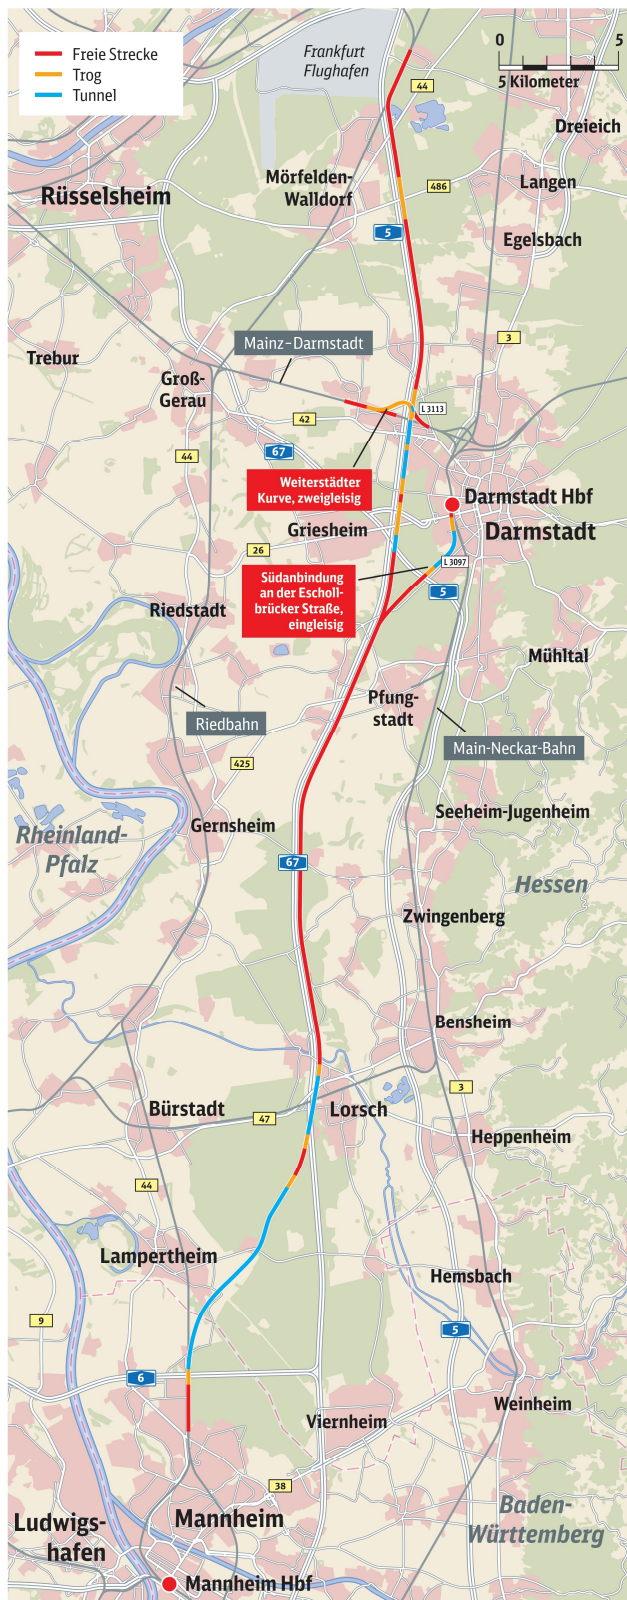 Freie Strecke
Trog
Tunnel
Frankfurt
Flughafen
0 5
5 Kilometer
44
Dreieich
Mörfelden-
Walldorf
486
Langen
Rüsselsheim
5
Egelsbach
3
Mainz–Darmstadt
Trebur
Groß-
Gerau
42
L 3113
44
67
Weiterstädter
Kurve, zweigleisig
Darmstadt Hbf
Griesheim
Darmstadt
26
L 3097
Südanbindung
an der Escholl-
brücker Straße,
eingleisig
5
Riedstadt
Mühltal
Pfung-
stadt
Riedbahn
Main-Neckar-Bahn
425
Seeheim-Jugenheim
Gernsheim
Rheinland-
Pfalz
67
Hessen
Zwingenberg
Bensheim
3
Bürstadt
47
Lorsch
Heppenheim
44
Lampertheim
Hemsbach
9
5
6
Weinheim
Viernheim
38
Mannheim
Baden-
Württemberg
Ludwigs-
hafen
Mannheim Hbf